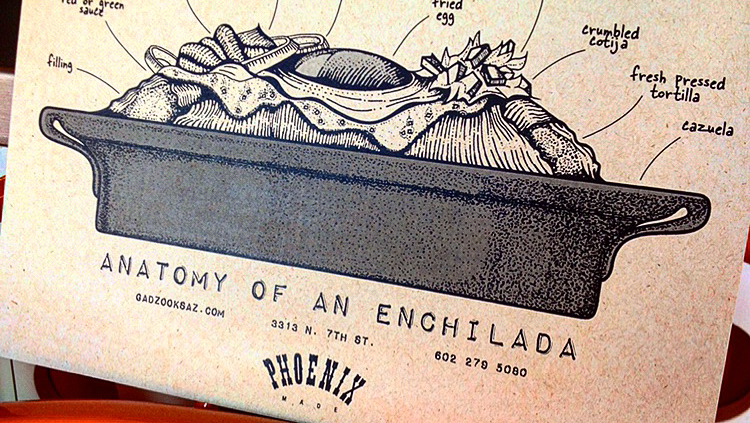 red or green
sauce
fried
egg
crumbled
cotija
filling
fresh pressed
tortilla
cazuela
ANATOMY OF AN ENCHILADA
GADZOOKSAZ.COM
3313 N. 7TH ST.
602 279 5080
PHOENIX
MADE